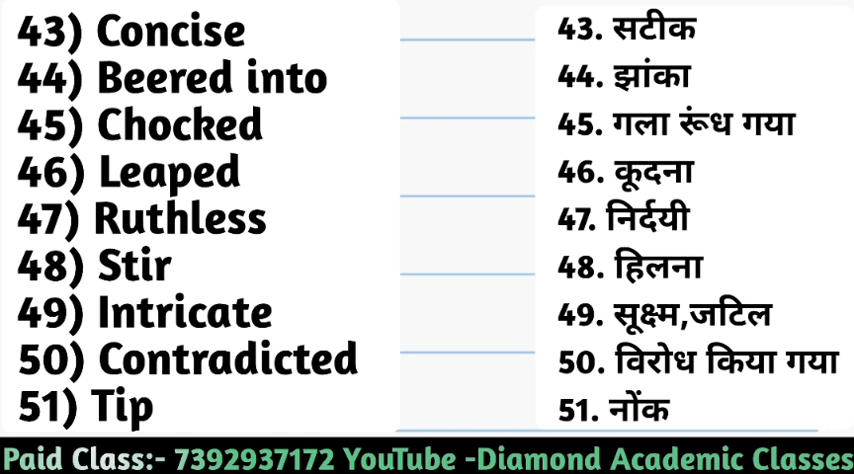 43) Concise
44) Beered into
45) Chocked
46) Leaped
47) Ruthless
48) Stir
49) Intricate
50) Contradicted
51) Tip
43. सटीक
44. झांका
45. गला रूंध गया
46. कूदना
47. निर्दयी
48. हिलना
49. सूक्ष्म,जटिल
50. विरोध किया गया
51. नोंक
Paid Class:- 7392937172 YouTube -Diamond Academic Classes